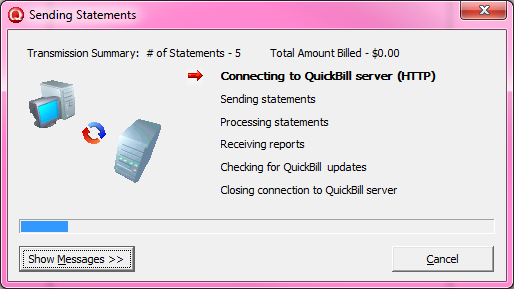 Sending Statements
Transmission Summary: # of Statements - 5 Total Amount Billed - $0.00
Connecting to QuickBill server (HTTP)
Sending statements
Processing statements
Receiving reports
Checking for QuickBill updates
Closing connection to QuickBill server
Show Messages >>
Cancel